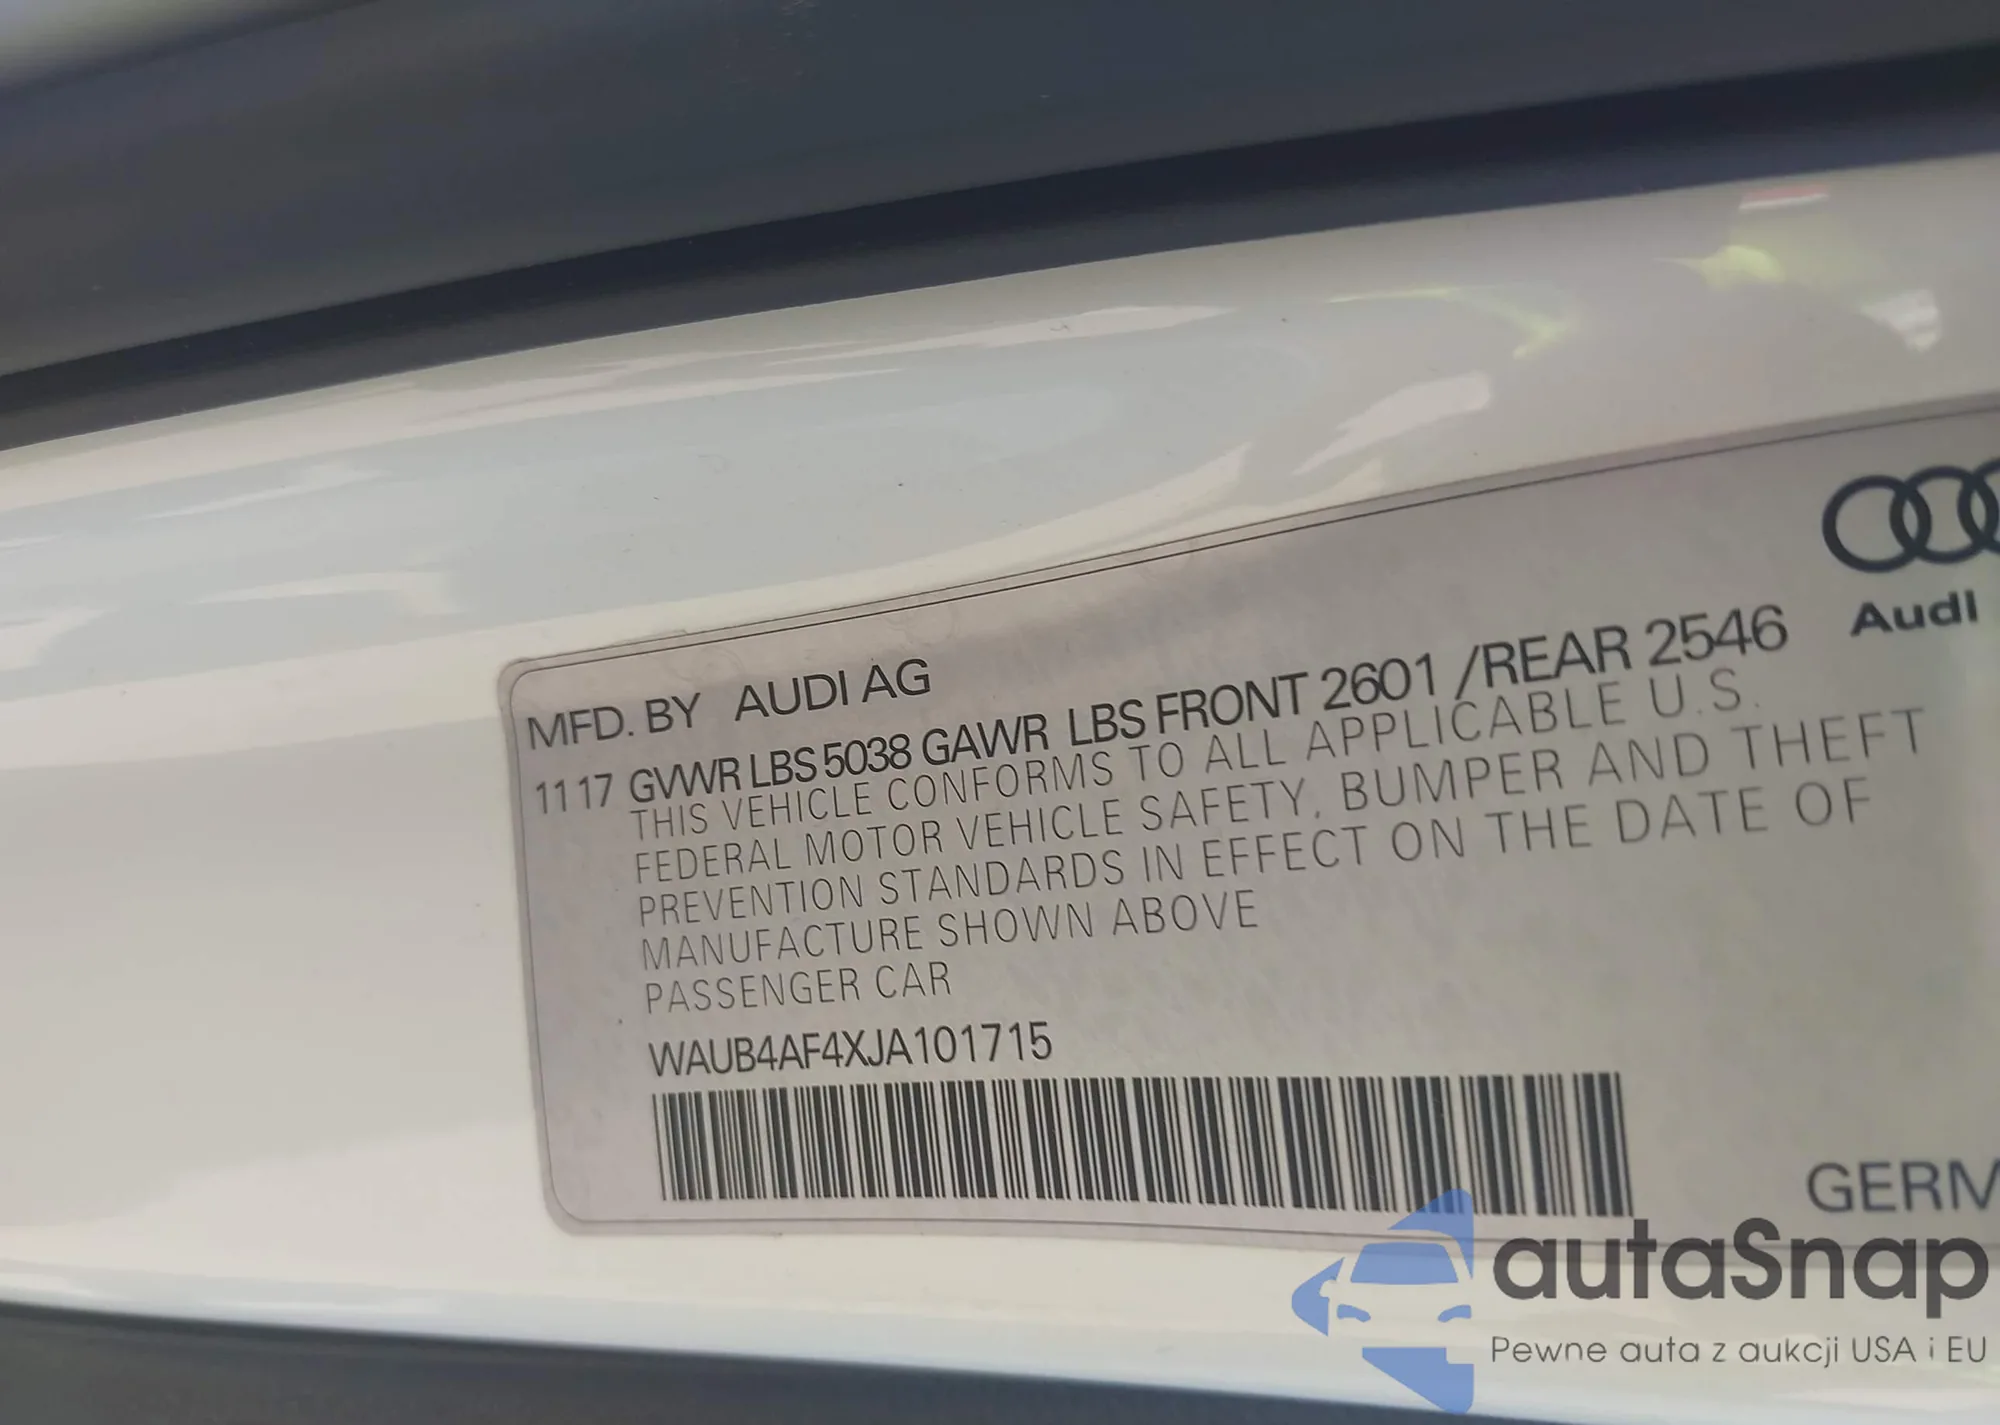 Audi
MFD. BY AUDI AG
11 17 GVWR LBS 5038 GAWR LBS FRONT 2601 /REAR 2546
THIS VEHICLE CONFORMS TO ALL APPLICABLE U.S.
FEDERAL MOTOR VEHICLE SAFETY, BUMPER AND THEFT
PREVENTION STANDARDS IN EFFECT ON THE DATE OF
MANUFACTURE SHOWN ABOVE
PASSENGER CAR
WAUB4AF4XJA101715
autaSnap
Pewne auta z aukcji USA i EU